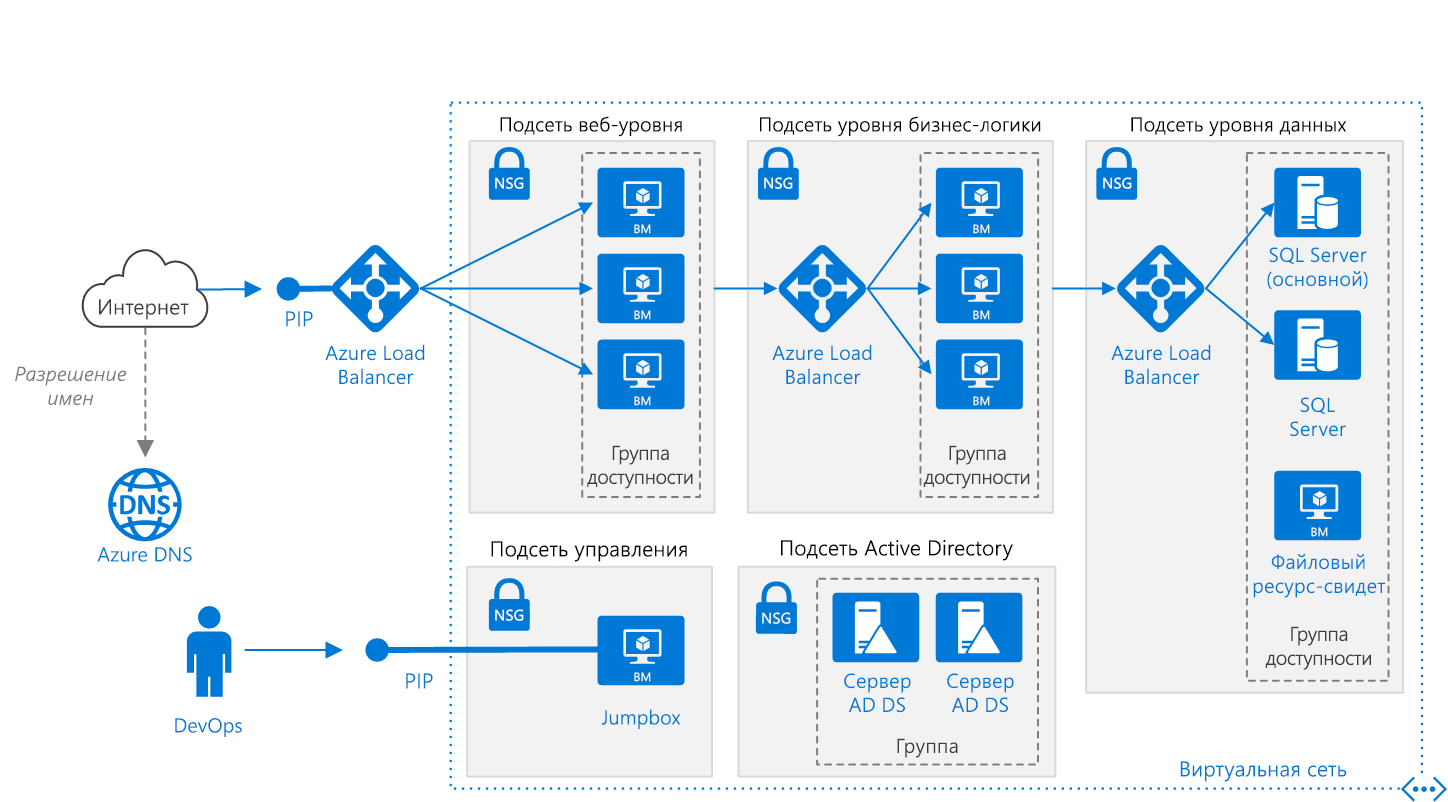 Подсеть веб-уровня
Подсеть уровня бизнес-логики
Подсеть уровня данных
NSG
NSG
NSG
ВМ
ВМ
ВМ
Группа
доступности
ВМ
ВМ
ВМ
Группа
доступности
SQL Server
(основной)
SQL
Server
ВМ
Файловый
ресурс-свидет
Группа
доступности
Интернет
PIP
Azure Load
Balancer
Azure Load
Balancer
Azure Load
Balancer
Разрешение
имен
DNS
Azure DNS
Подсеть управления
Подсеть Active Directory
NSG
NSG
ВМ
Jumpbox
Сервер
AD DS
Сервер
AD DS
Группа
PIP
DevOps
Виртуальная сеть